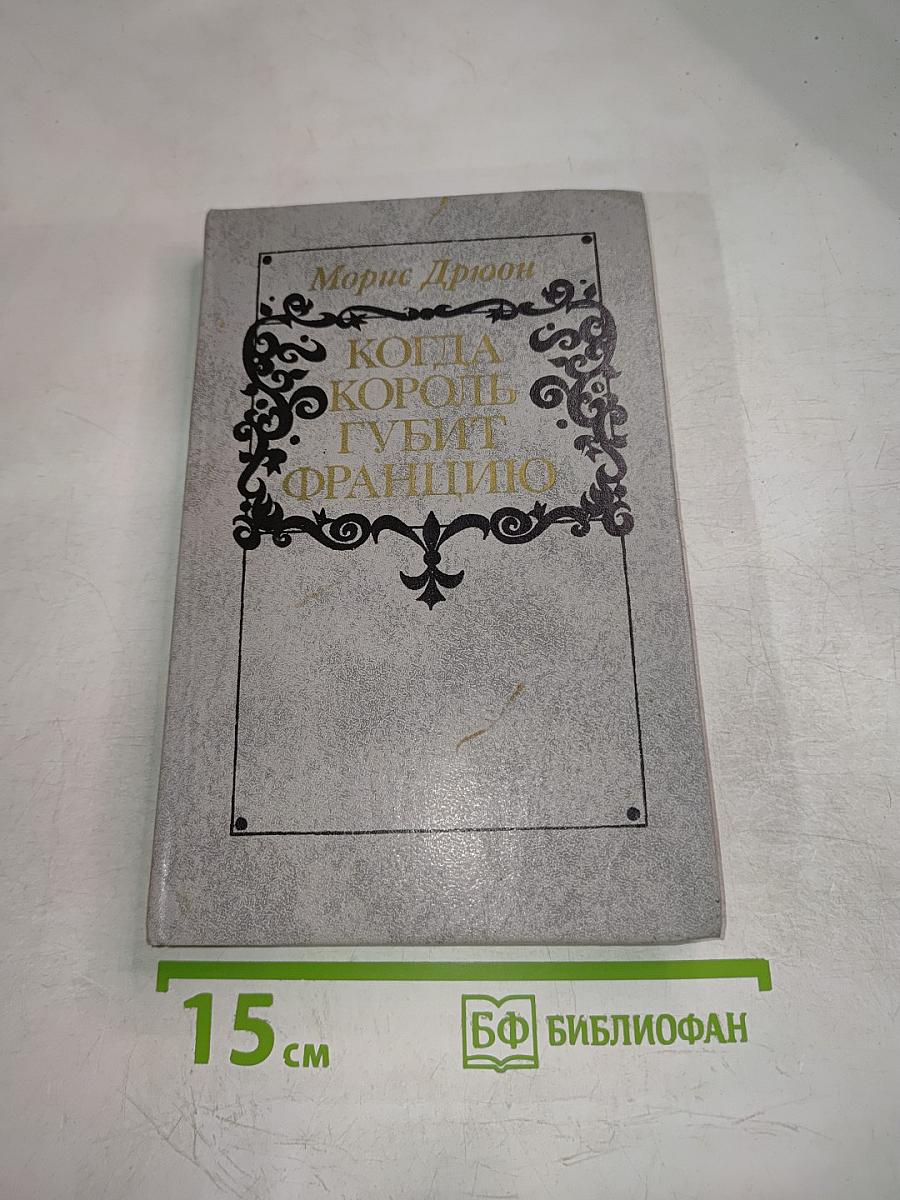 Морис Дрюон
КОГДА
КОРОЛЬ
ГУБИТ
ФРАНЦИЮ
15 см
БФ БИБЛИОФАН